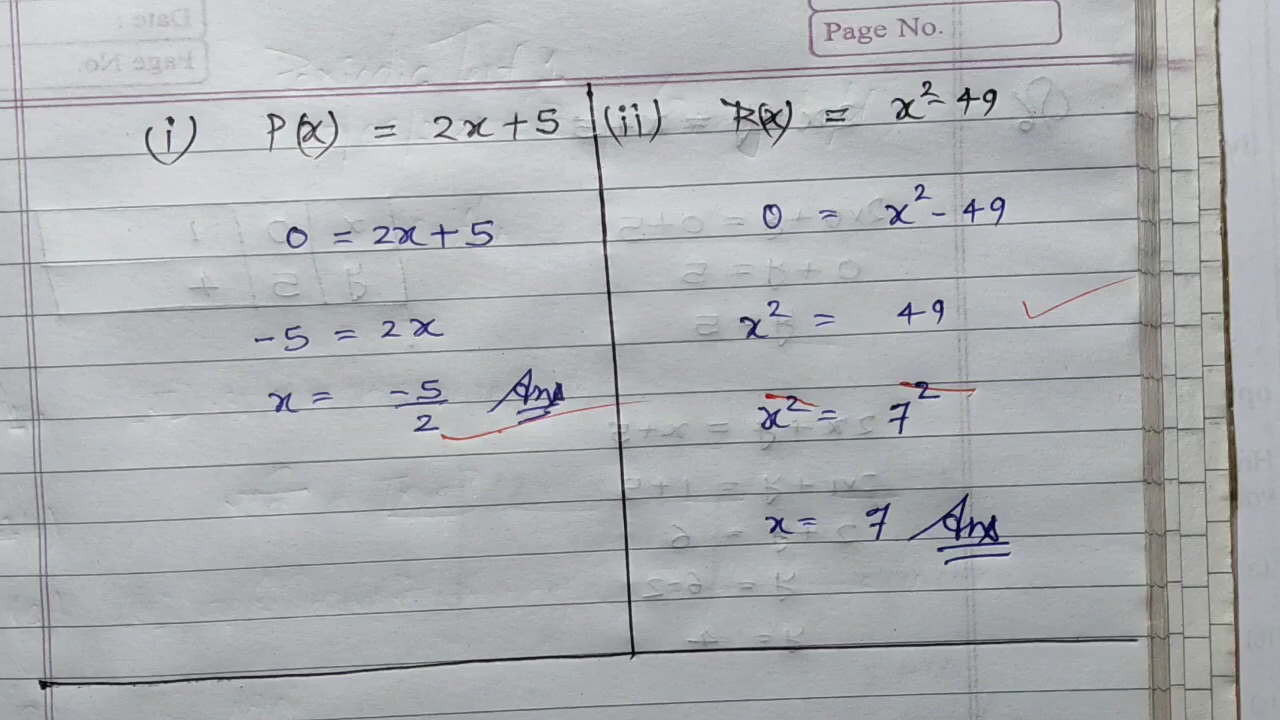 Page No.
(i) P(x) = 2x + 5
0 = 2x + 5
-5 = 2x
x = -5/2 Ans
(ii) R(x) = x² - 49
0 = x² - 49
x² = 49
x² = 7²
x = 7 Ans